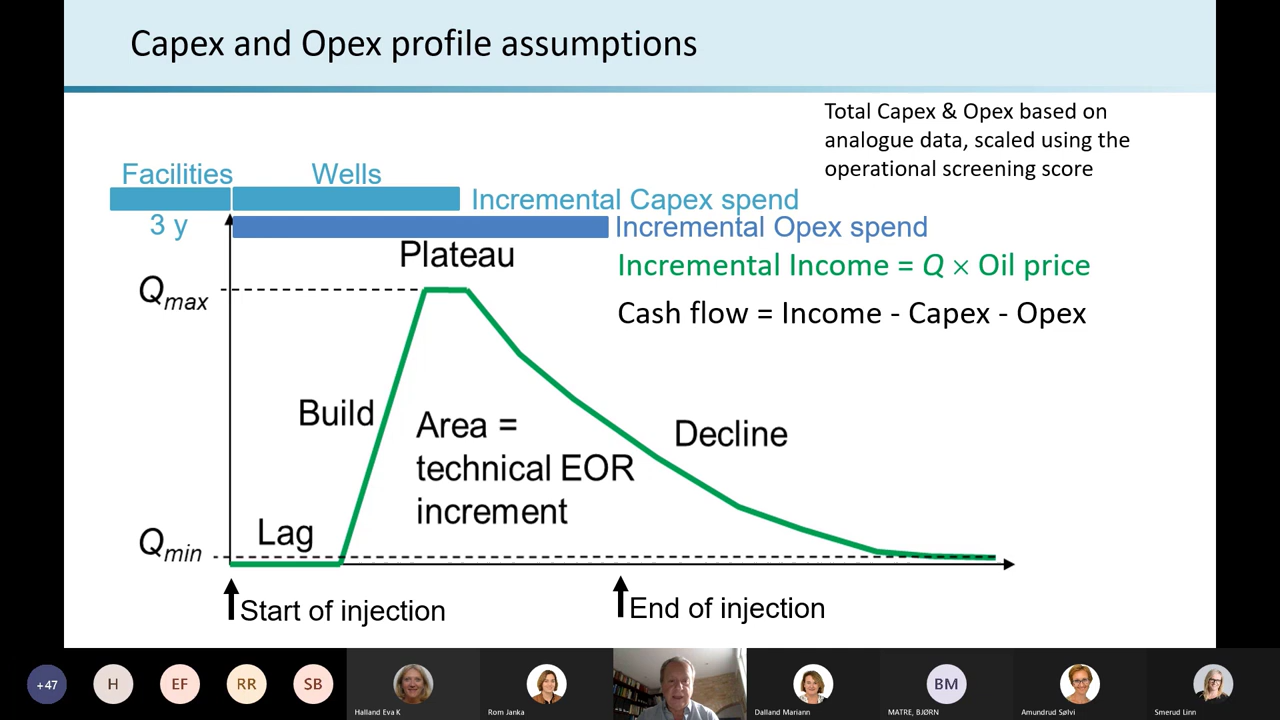 Capex and Opex profile assumptions
Total Capex & Opex based on
analogue data, scaled using the
operational screening score
Facilities
Wells
Incremental Capex spend
3 y
Incremental Opex spend
Plateau
Incremental Income = Q × Oil price
Qmax
Cash flow = Income - Capex - Opex
Build
Area =
technical EOR
increment
Decline
Lag
Qmin
Start of injection
End of injection
+47
H
EF
RR
SB
BM
Halland Eva K
Rom Janka
Dalland Mariann
MATRE, BJØRN
Amundrud Sølvi
Smerud Linn